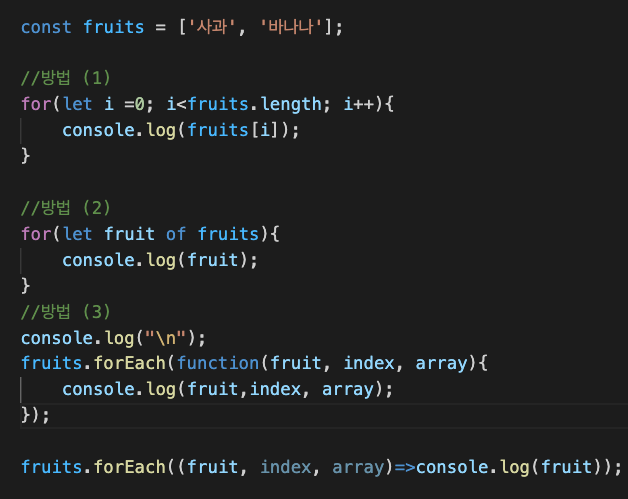 const fruits = ['사과', '바나나'];
//방법 (1)
for(let i =0; i<fruits.length; i++){
    console.log(fruits[i]);
}
//방법 (2)
for(let fruit of fruits){
    console.log(fruit);
}
//방법 (3)
console.log("\n");
fruits.forEach(function(fruit, index, array){
    console.log(fruit,index, array);
});
fruits.forEach((fruit, index, array)=>console.log(fruit));